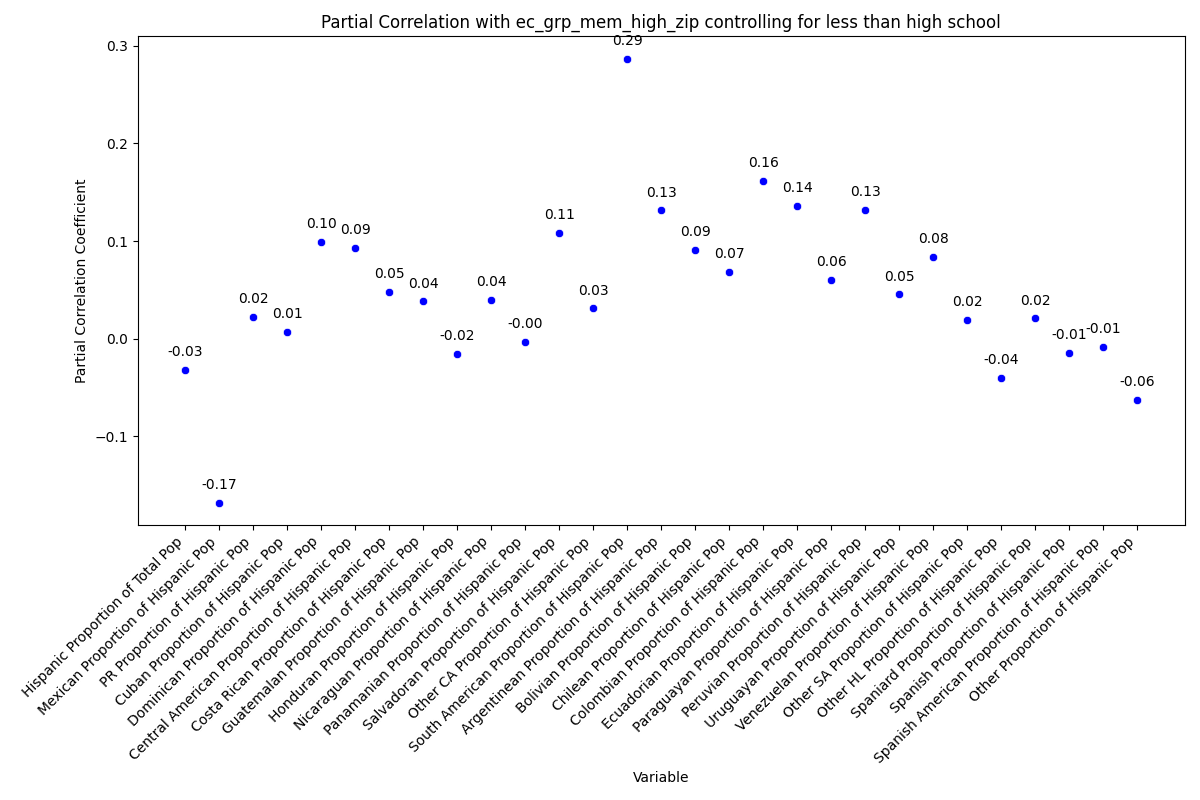 Partial Correlation with ec_grp_mem_high_zip controlling for less than high school
Partial Correlation Coefficient
0.3
0.2
0.1
0.0
−0.1
-0.03
-0.17
0.02
0.01
0.10
0.09
0.05
0.04
-0.02
0.04
-0.00
0.11
0.03
0.29
0.13
0.09
0.07
0.16
0.14
0.06
0.13
0.05
0.08
0.02
-0.04
0.02
-0.01
-0.01
-0.06
Hispanic Proportion of Total Pop
Mexican Proportion of Hispanic Pop
PR Proportion of Hispanic Pop
Cuban Proportion of Hispanic Pop
Dominican Proportion of Hispanic Pop
Central American Proportion of Hispanic Pop
Costa Rican Proportion of Hispanic Pop
Guatemalan Proportion of Hispanic Pop
Honduran Proportion of Hispanic Pop
Nicaraguan Proportion of Hispanic Pop
Panamanian Proportion of Hispanic Pop
Salvadoran Proportion of Hispanic Pop
Other CA Proportion of Hispanic Pop
South American Proportion of Hispanic Pop
Argentinean Proportion of Hispanic Pop
Bolivian Proportion of Hispanic Pop
Chilean Proportion of Hispanic Pop
Colombian Proportion of Hispanic Pop
Ecuadorian Proportion of Hispanic Pop
Paraguayan Proportion of Hispanic Pop
Peruvian Proportion of Hispanic Pop
Uruguayan Proportion of Hispanic Pop
Venezuelan Proportion of Hispanic Pop
Other SA Proportion of Hispanic Pop
Other HL Proportion of Hispanic Pop
Spaniard Proportion of Hispanic Pop
Spanish Proportion of Hispanic Pop
Spanish American Proportion of Hispanic Pop
Other Proportion of Hispanic Pop
Variable